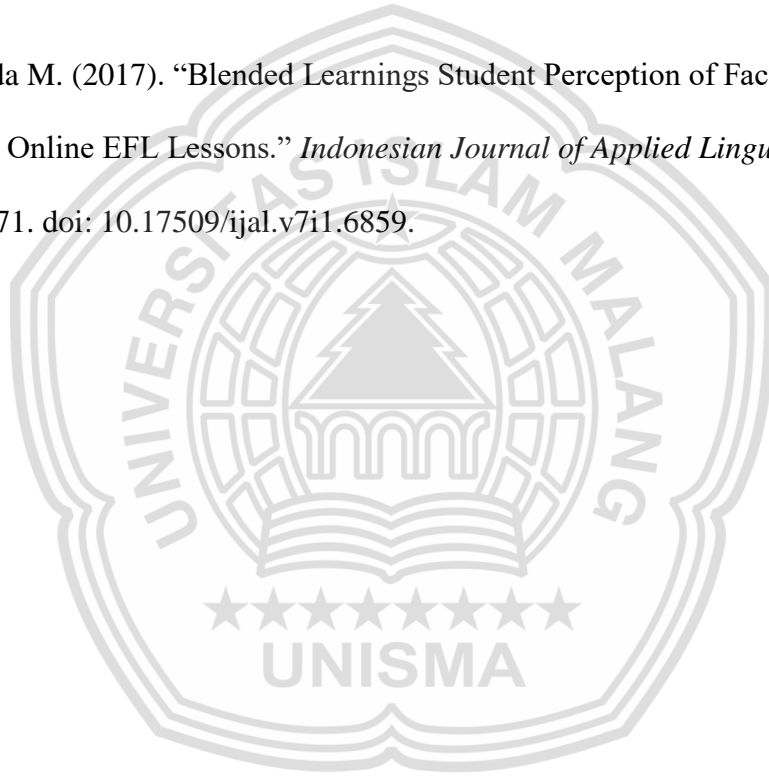 da M. (2017). “Blended Learnings Student Perception of Fac
Online EFL Lessons.” Indonesian Journal of Applied Lingu
71. doi: 10.17509/ijal.v7i1.6859.
UNIVERSITAS ISLAM MALANG
UNISMA